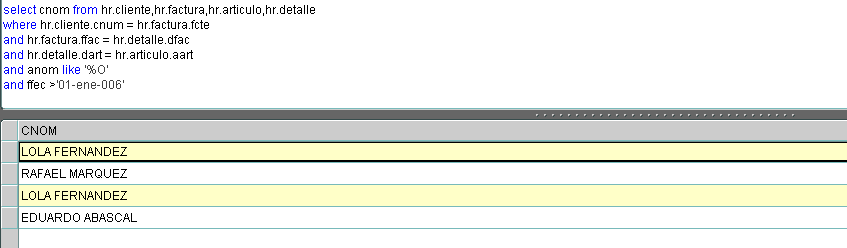 select cnom from hr.cliente,hr.factura,hr.articulo,hr.detalle
where hr.cliente.cnum = hr.factura.fcte
and hr.factura.ffac = hr.detalle.dfac
and hr.detalle.dart = hr.articulo.aart
and anom like '%O'
and ffec >'01-ene-006'
CNOM
LOLA FERNANDEZ
RAFAEL MARQUEZ
LOLA FERNANDEZ
EDUARDO ABASCAL